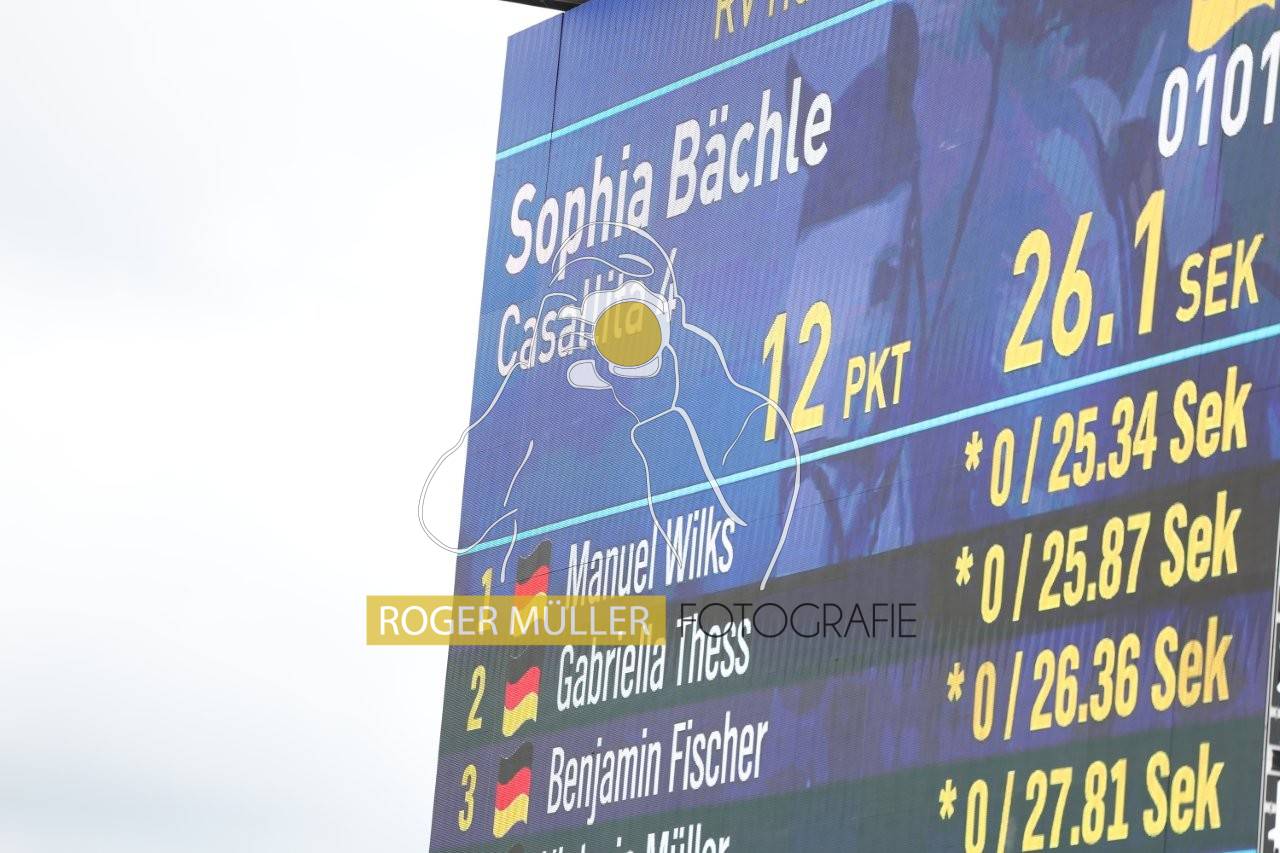 0101
Sophia Bächle
26.1 SEK
12 PKT
1 Manuel Wilks * 0 / 25.34 Sek
2 Gabriella Thess * 0 / 25.87 Sek
3 Benjamin Fischer * 0 / 26.36 Sek
Müller * 0 / 27.81 Sek
ROGER MÜLLER FOTOGRAFIE